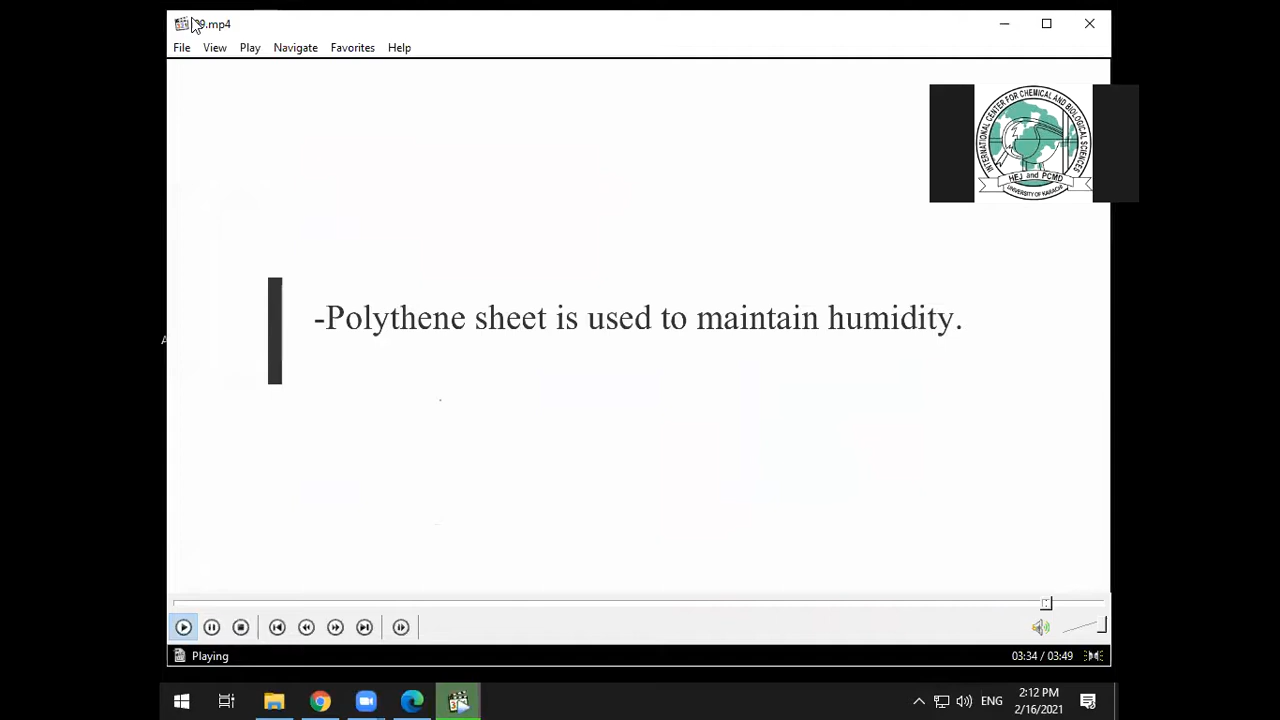 9.mp4
File View Play Navigate Favorites Help
INTERNATIONAL CENTER FOR CHEMICAL AND BIOLOGICAL SCIENCES
HEJ and PCMD
UNIVERSITY OF KARACHI
-Polythene sheet is used to maintain humidity.
A
Playing 03:34 / 03:49
ENG 2:12 PM
2/16/2021